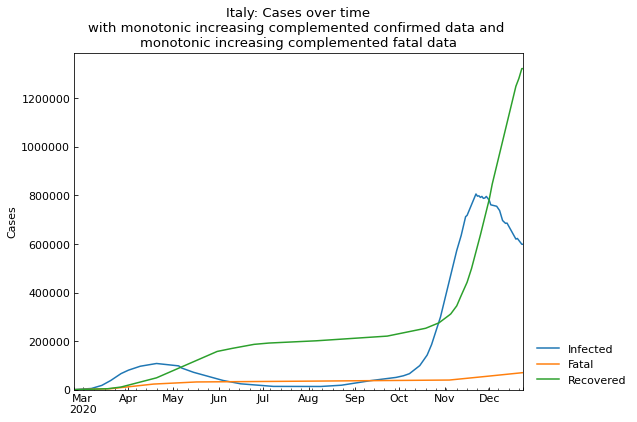 Italy: Cases over time
with monotonic increasing complemented confirmed data and
monotonic increasing complemented fatal data
Cases
1200000
1000000
800000
600000
400000
200000
0
Mar Apr May Jun Jul Aug Sep Oct Nov Dec
2020
Infected
Fatal
Recovered